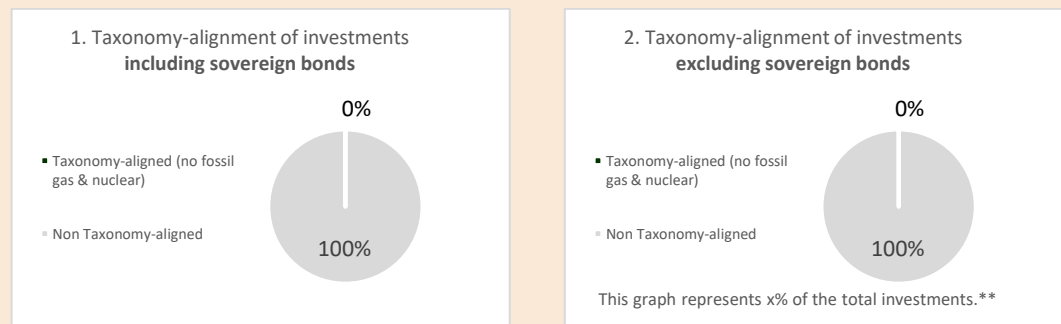 1. Taxonomy-alignment of investments
including sovereign bonds
0%
Taxonomy-aligned (no fossil
gas & nuclear)
Non Taxonomy-aligned
100%
2. Taxonomy-alignment of investments
excluding sovereign bonds
0%
Taxonomy-aligned (no fossil
gas & nuclear)
Non Taxonomy-aligned
100%
This graph represents x% of the total investments.**